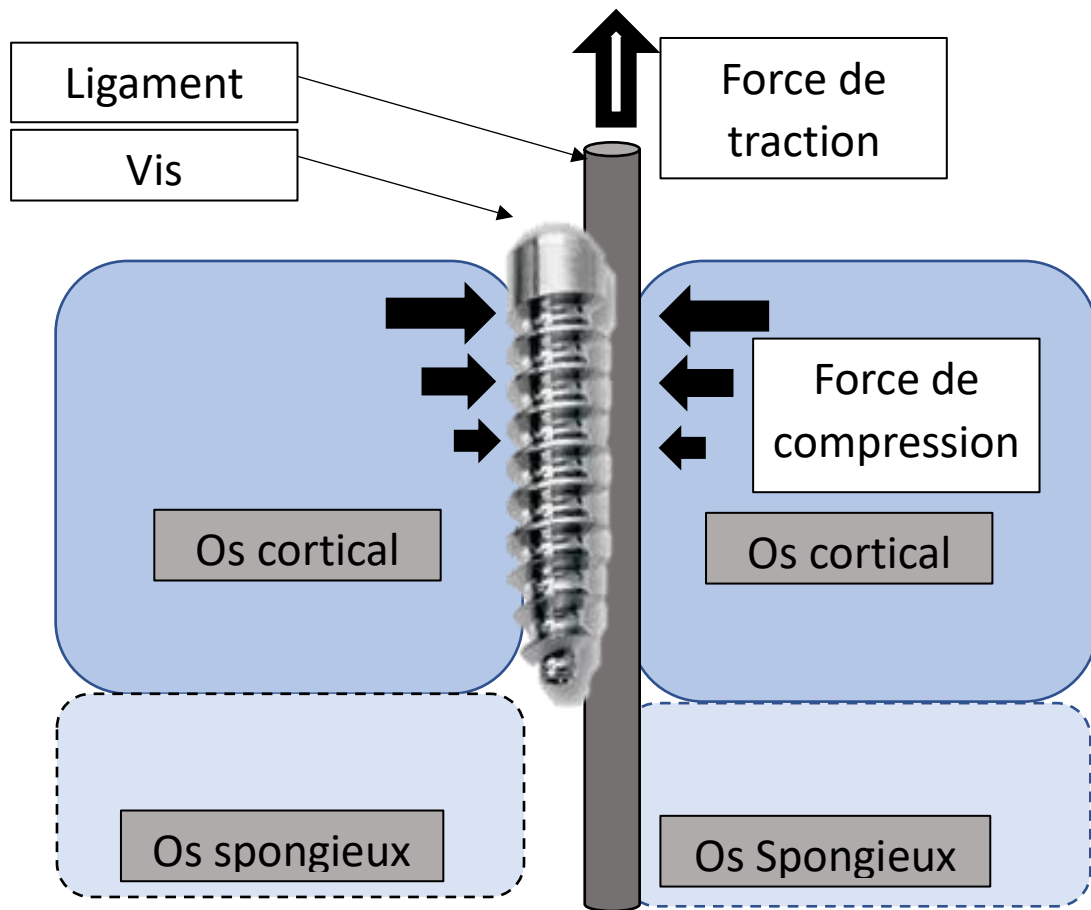 Ligament
Vis
Force de
traction
Force de
compression
Os cortical
Os cortical
Os spongieux
Os Spongieux